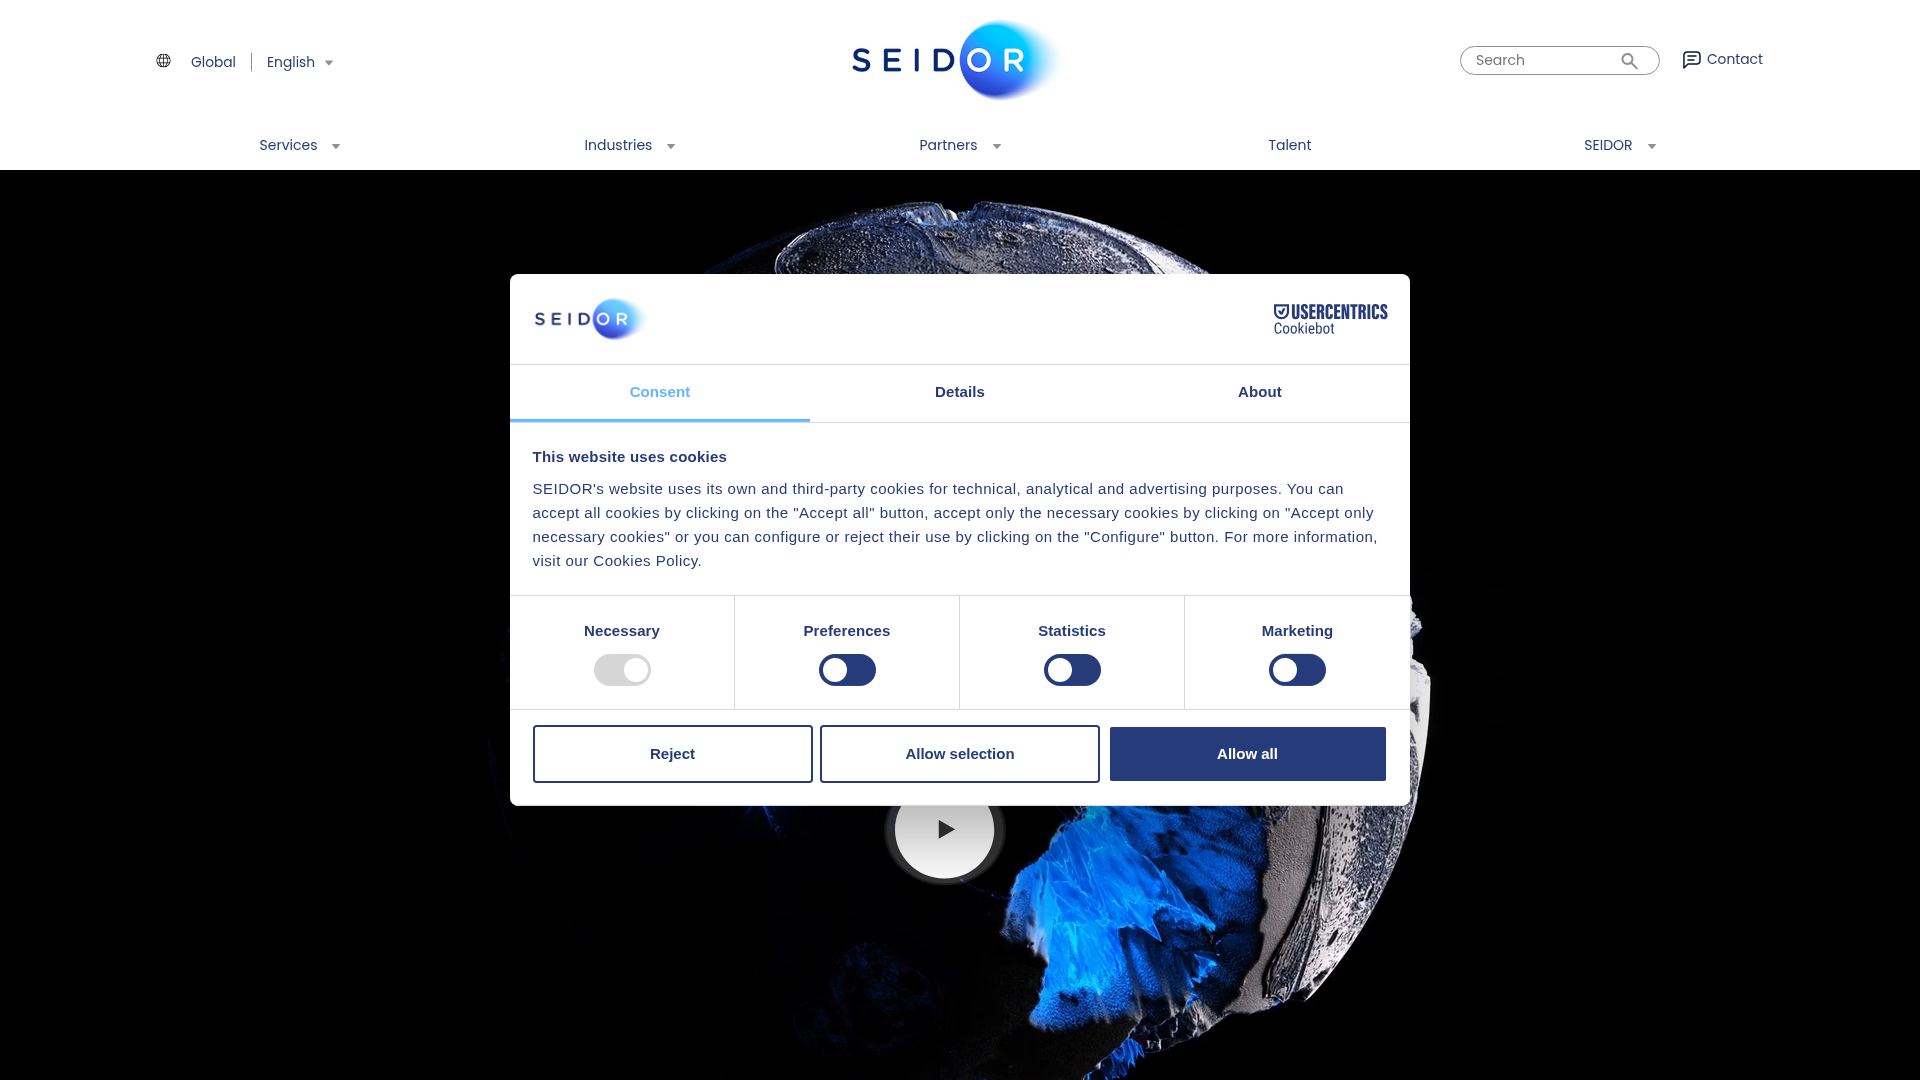 Global
English
SEIDOR
Search
Contact
Services
Industries
Partners
Talent
SEIDOR
SEIDOR
USERCENTRICS
Cookiebot
Consent
Details
About
This website uses cookies
SEIDOR's website uses its own and third-party cookies for technical, analytical and advertising purposes. You can
accept all cookies by clicking on the "Accept all" button, accept only the necessary cookies by clicking on "Accept only
necessary cookies" or you can configure or reject their use by clicking on the "Configure" button. For more information,
visit our Cookies Policy.
Necessary
Preferences
Statistics
Marketing
Reject
Allow selection
Allow all